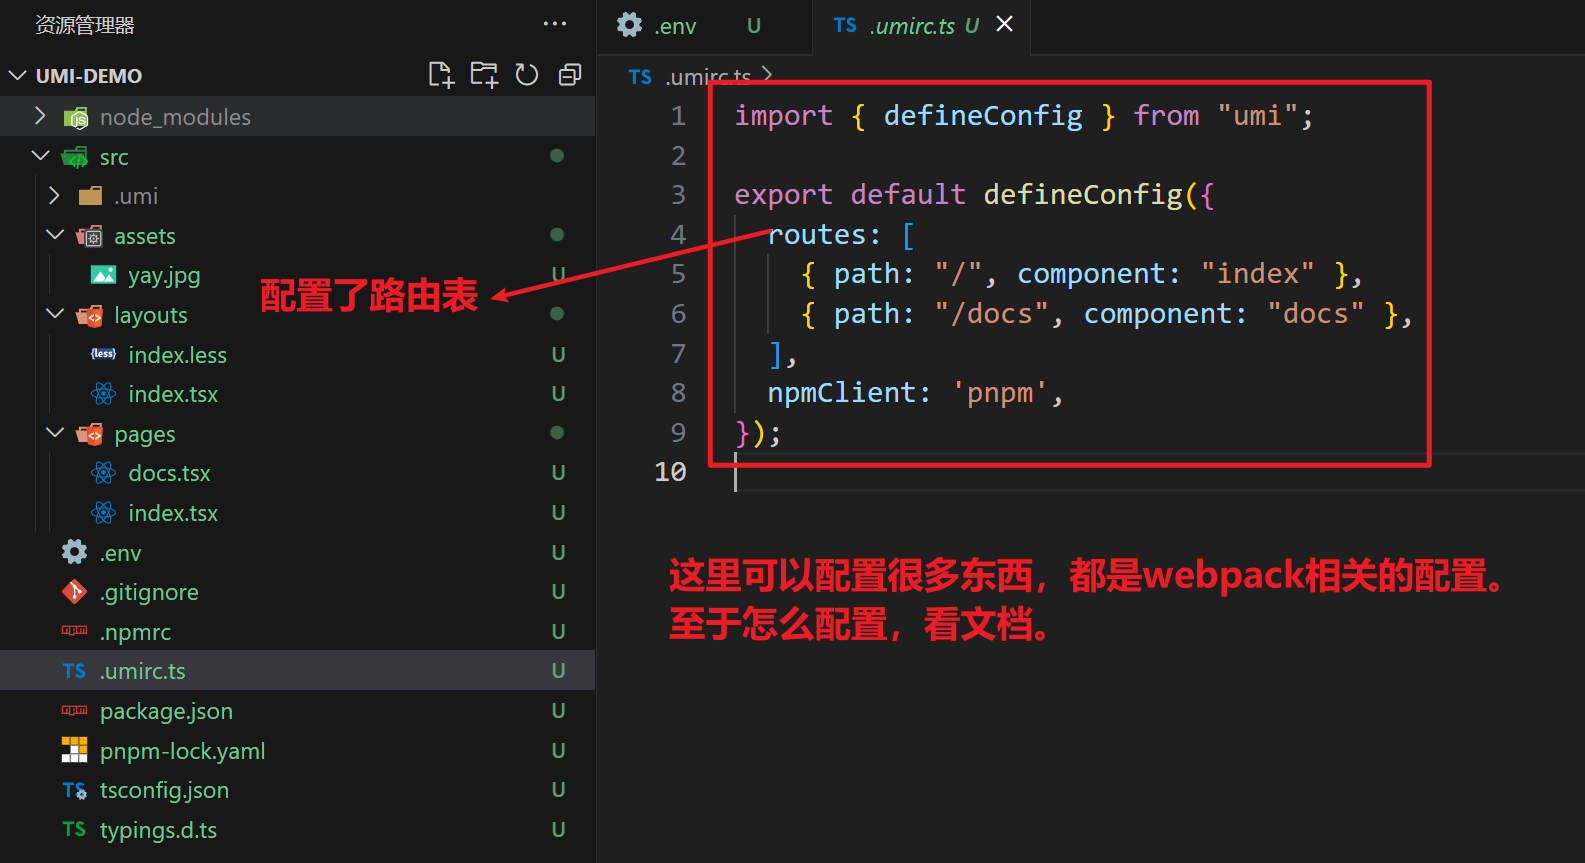 资源管理器 ...
UMI-DEMO
node_modules
src
.umi
assets
yay.jpg U
layouts
index.less U
index.tsx U
pages
docs.tsx U
index.tsx U
.env U
.gitignore U
.npmrc U
TS .umirc.ts U
package.json U
pnpm-lock.yaml U
TS tsconfig.json U
TS typings.d.ts U
配置了路由表
.env U
TS .umirc.ts U
TS .umirc.ts
1 import { defineConfig } from "umi";
2
3 export default defineConfig({
4 routes: [
5 { path: "/", component: "index" },
6 { path: "/docs", component: "docs" },
7 ],
8 npmClient: 'pnpm',
9 });
10
这里可以配置很多东西，都是webpack相关的配置。
至于怎么配置，看文档。